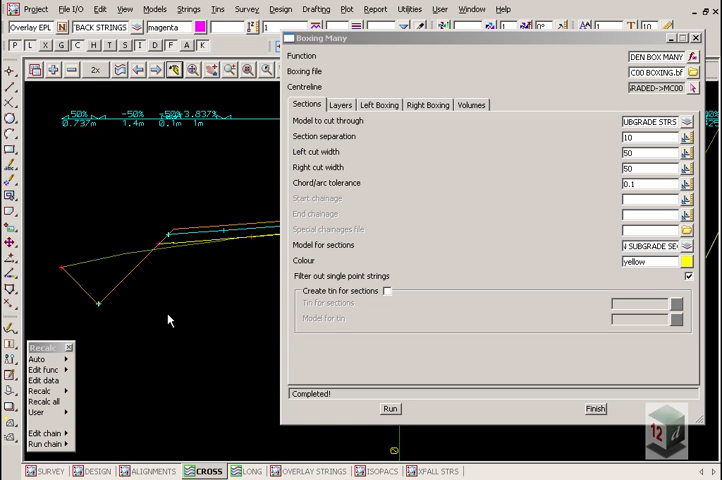 Project File I/O Edit View Models Strings Tins Survey Design Drafting Plot Report Utilities User Window Help
Overlay EPL N "BACK STRINGS magenta 1
P L X G C H T S I D F A K
Boxing Many
Function DEN BOX MANY
Boxing file C00 BOXING.bf
Centreline GRADED->MC00
Sections Layers Left Boxing Right Boxing Volumes
Model to cut through UBGRADE STRS
Section separation 10
Left cut width 50
Right cut width 50
Chord/arc tolerance 0.1
Start chainage
End chainage
Special chainages file
Model for sections N SUBGRADE SEC
Colour yellow
Filter out single point strings
Create tin for sections
Tin for sections
Model for tin
Completed!
Run Finish
2x
50% -50% -3.837%
0.737m 1.4m 0.1m 1m
Recalc
Auto
Edit func
Edit data
Recalc
Recalc all
User
Edit chain
Run chain
12 d
SURVEY DESIGN ALIGNMENTS CROSS LONG OVERLAY STRINGS ISOPACS XFALL STRS